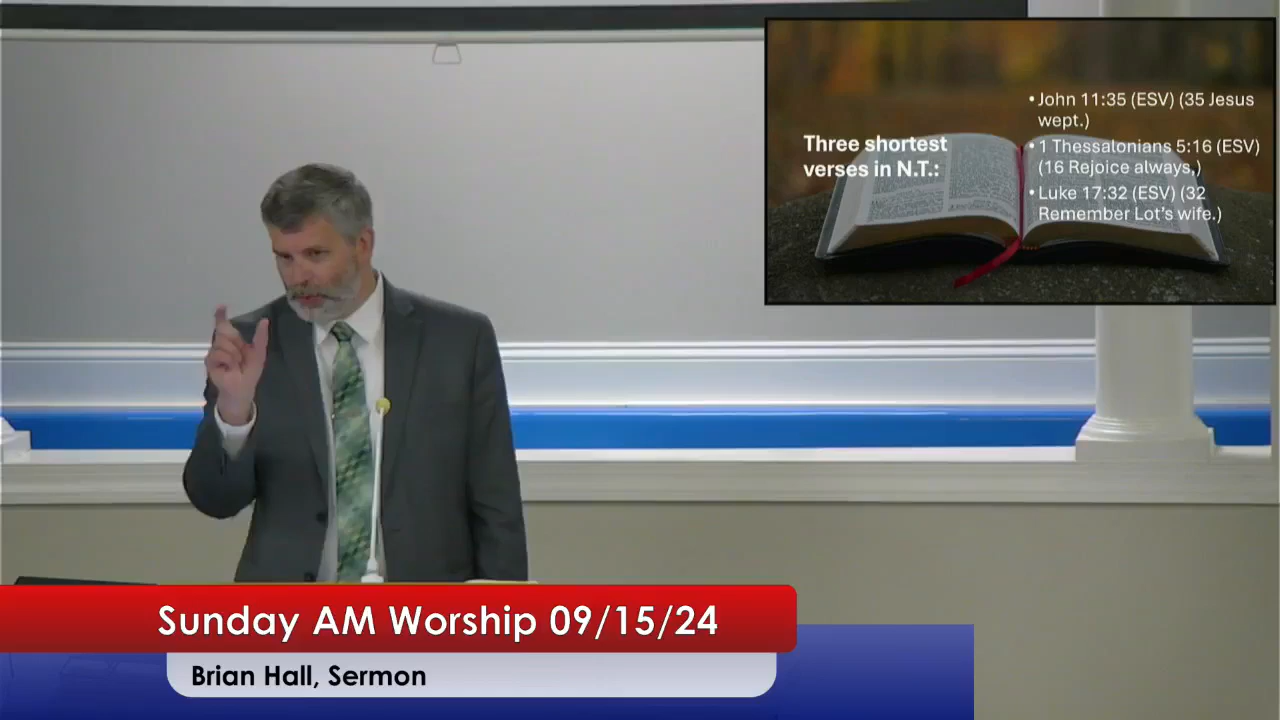 Three shortest
verses in N.T.:
• John 11:35 (ESV) (35 Jesus
wept.)
• 1 Thessalonians 5:16 (ESV)
(16 Rejoice always,)
• Luke 17:32 (ESV) (32
Remember Lot's wife.)
Sunday AM Worship 09/15/24
Brian Hall, Sermon